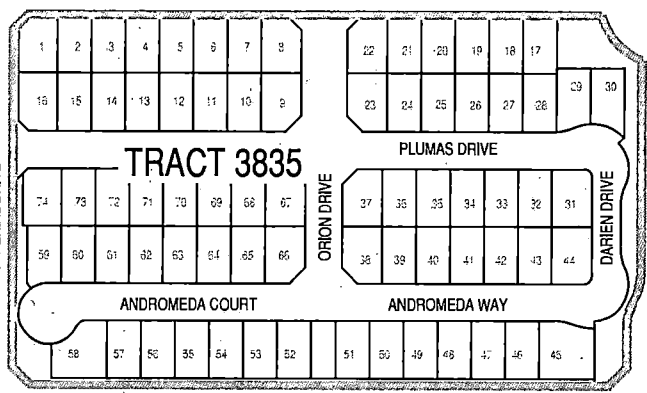 1 2 3 4 5 6 7 8
22 21 20 19 18 17
29 30
16 15 14 13 12 11 10 9
23 24 25 26 27 28
PLUMAS DRIVE
TRACT 3835
ORION DRIVE
DARIEN DRIVE
74 73 72 71 70 69 68 67
37 36 35 34 33 32 31
59 60 61 62 63 64 65 66
38 39 40 41 42 43 44
ANDROMEDA COURT
ANDROMEDA WAY
58 57 56 55 54 53 52
51 50 49 48 47 46 45